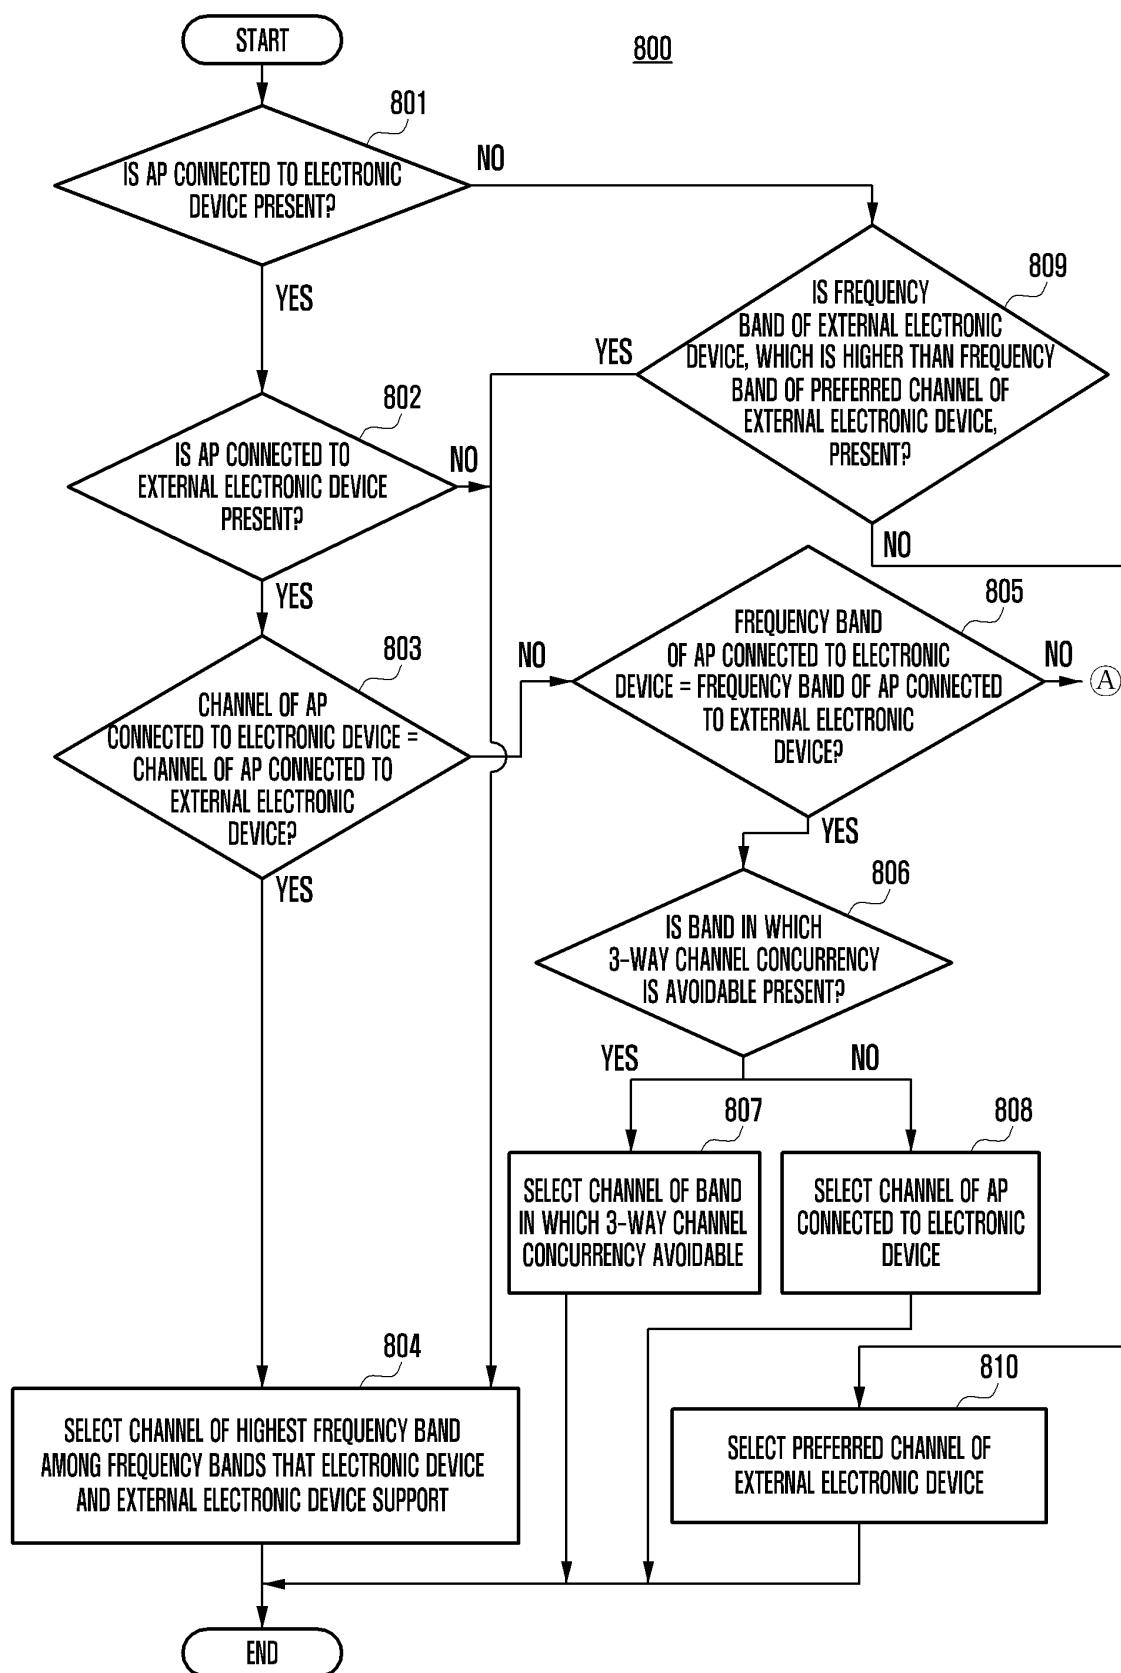 START
800
801
IS AP CONNECTED TO ELECTRONIC
DEVICE PRESENT?
NO
YES
809
IS FREQUENCY
BAND OF EXTERNAL ELECTRONIC
DEVICE, WHICH IS HIGHER THAN FREQUENCY
BAND OF PREFERRED CHANNEL OF
EXTERNAL ELECTRONIC DEVICE,
PRESENT?
YES
NO
802
IS AP CONNECTED TO
EXTERNAL ELECTRONIC DEVICE
PRESENT?
NO
YES
803
CHANNEL OF AP
CONNECTED TO ELECTRONIC DEVICE =
CHANNEL OF AP CONNECTED TO
EXTERNAL ELECTRONIC
DEVICE?
NO
YES
805
FREQUENCY BAND
OF AP CONNECTED TO ELECTRONIC
DEVICE = FREQUENCY BAND OF AP CONNECTED
TO EXTERNAL ELECTRONIC
DEVICE?
NO
A
YES
806
IS BAND IN WHICH
3-WAY CHANNEL CONCURRENCY
IS AVOIDABLE PRESENT?
YES
NO
807
SELECT CHANNEL OF BAND
IN WHICH 3-WAY CHANNEL
CONCURRENCY AVOIDABLE
808
SELECT CHANNEL OF AP
CONNECTED TO ELECTRONIC
DEVICE
804
SELECT CHANNEL OF HIGHEST FREQUENCY BAND
AMONG FREQUENCY BANDS THAT ELECTRONIC DEVICE
AND EXTERNAL ELECTRONIC DEVICE SUPPORT
810
SELECT PREFERRED CHANNEL OF
EXTERNAL ELECTRONIC DEVICE
END